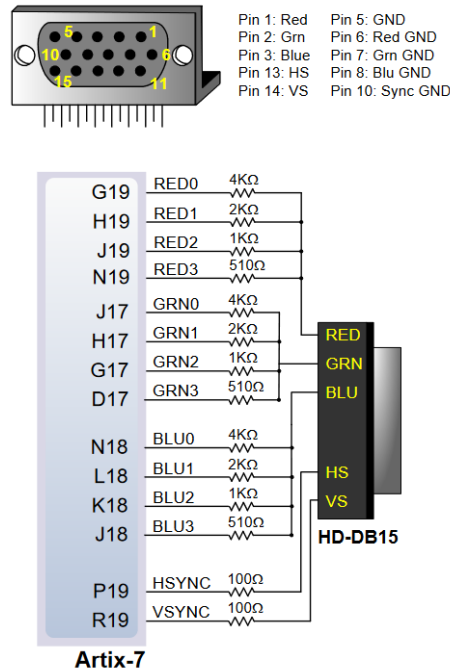 Pin 1: Red Pin 5: GND
Pin 2: Grn Pin 6: Red GND
Pin 3: Blue Pin 7: Grn GND
Pin 13: HS Pin 8: Blu GND
Pin 14: VS Pin 10: Sync GND
5 1
10 6
15 11
G19 RED0 4KΩ
H19 RED1 2KΩ
J19 RED2 1KΩ
N19 RED3 510Ω
J17 GRN0 4KΩ
H17 GRN1 2KΩ
G17 GRN2 1KΩ
D17 GRN3 510Ω
N18 BLU0 4KΩ
L18 BLU1 2KΩ
K18 BLU2 1KΩ
J18 BLU3 510Ω
P19 HSYNC 100Ω
R19 VSYNC 100Ω
RED
GRN
BLU
HS
VS
HD-DB15
Artix-7